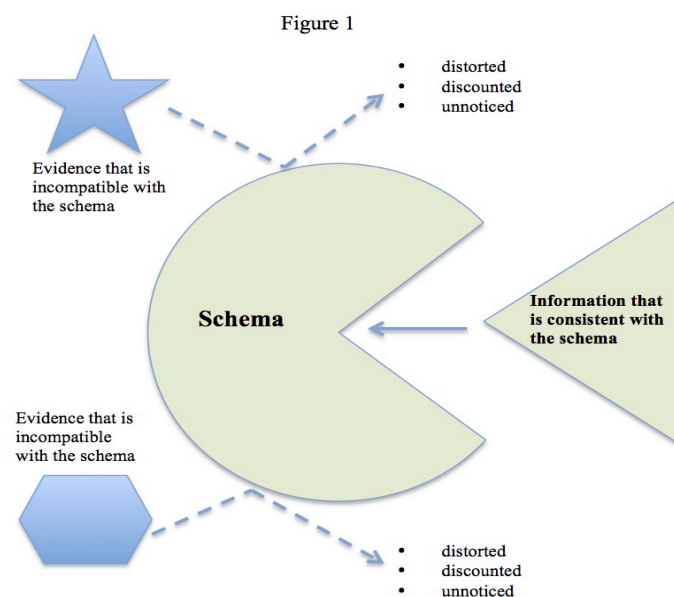 Figure 1
• distorted
• discounted
• unnoticed
Evidence that is
incompatible with
the schema
Schema
Information that
is consistent with
the schema
Evidence that is
incompatible
with the schema
• distorted
• discounted
• unnoticed